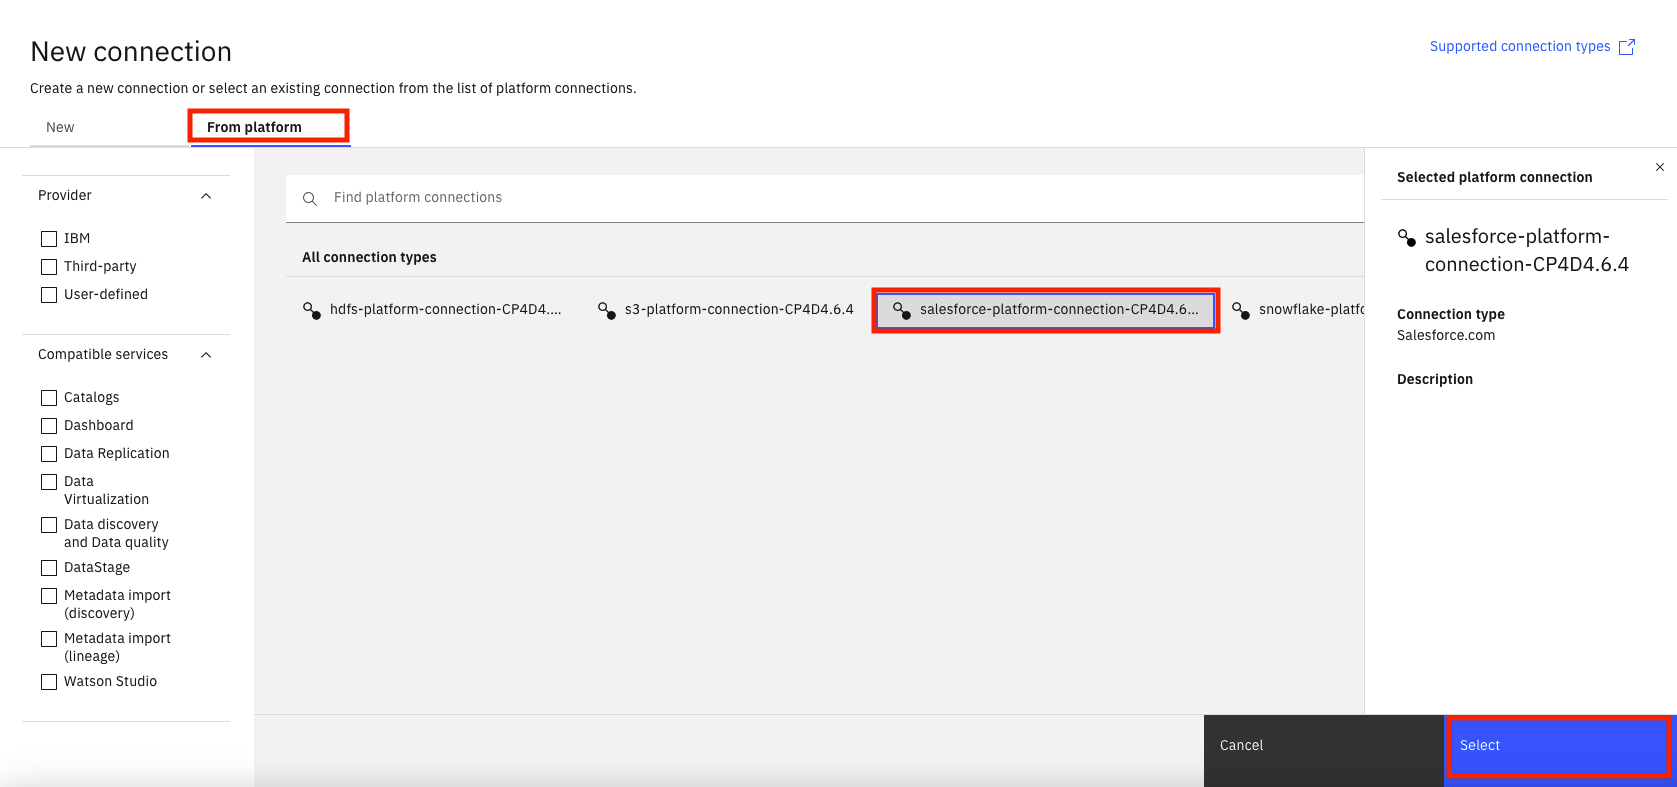 New connection
Supported connection types
Create a new connection or select an existing connection from the list of platform connections.
New
From platform
Provider
IBM
Third-party
User-defined
Compatible services
Catalogs
Dashboard
Data Replication
Data
Virtualization
Data discovery
and Data quality
DataStage
Metadata import
(discovery)
Metadata import
(lineage)
Watson Studio
Find platform connections
All connection types
hdfs-platform-connection-CP4D4....
s3-platform-connection-CP4D4.6.4
salesforce-platform-connection-CP4D4.6...
snowflake-platfo
Selected platform connection
salesforce-platform-
connection-CP4D4.6.4
Connection type
Salesforce.com
Description
Cancel
Select